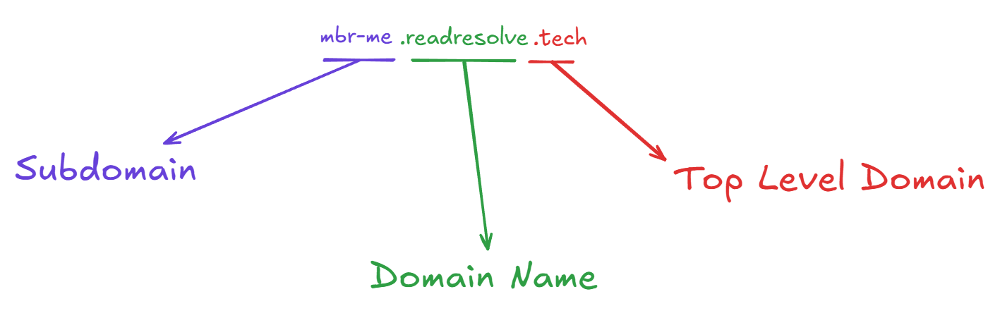 mbr-me .readresolve .tech
Subdomain
Top Level Domain
Domain Name